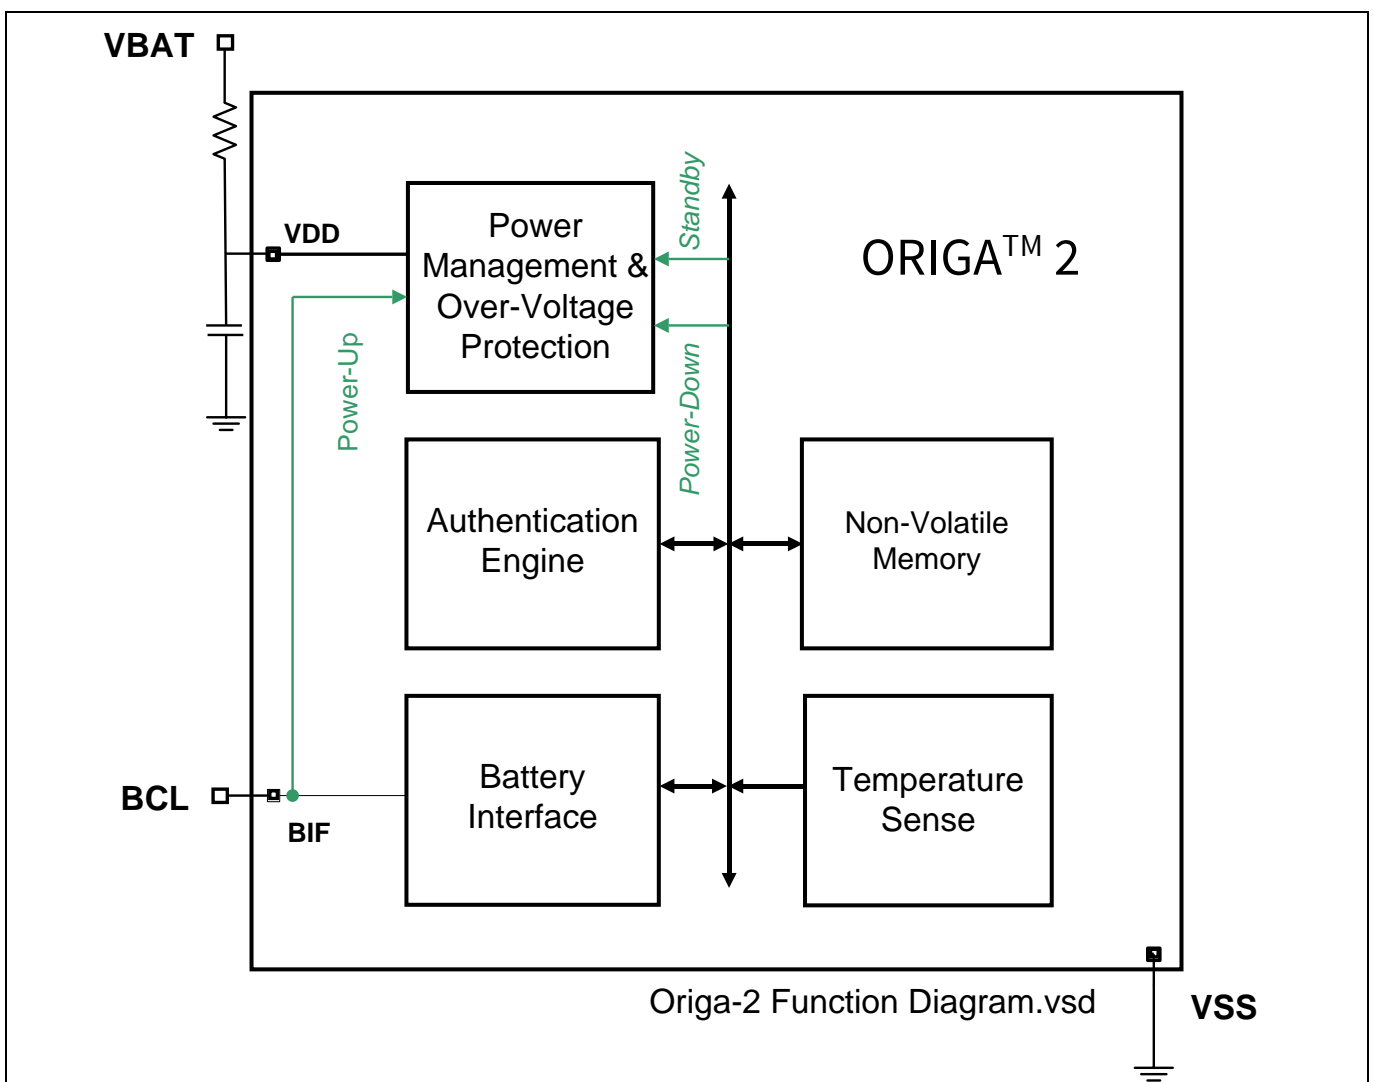 VBAT
VDD
Power
Management &
Over-Voltage
Protection
Standby
ORIGA™ 2
Power-Up
Power-Down
Authentication
Engine
Non-Volatile
Memory
Battery
Interface
Temperature
Sense
BCL
BIF
Origa-2 Function Diagram.vsd
VSS